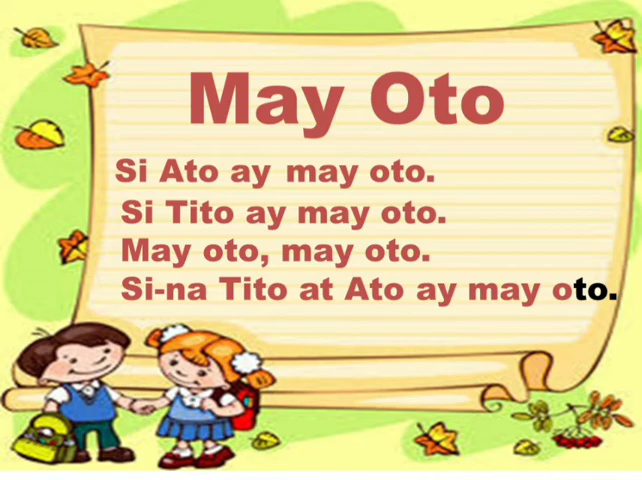 May Oto
Si Ato ay may oto.
Si Tito ay may oto.
May oto, may oto.
Si-na Tito at Ato ay may oto.